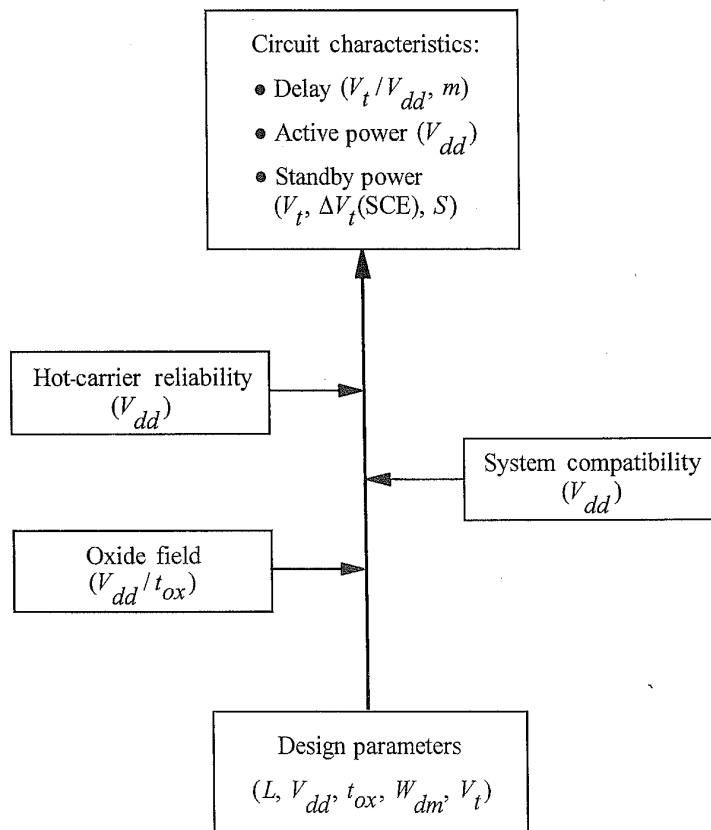 Circuit characteristics:
• Delay (V_t / V_dd, m)
• Active power (V_dd)
• Standby power
(V_t, ΔV_t(SCE), S)
Hot-carrier reliability
(V_dd)
System compatibility
(V_dd)
Oxide field
(V_dd / t_ox)
Design parameters
(L, V_dd, t_ox, W_dm, V_t)